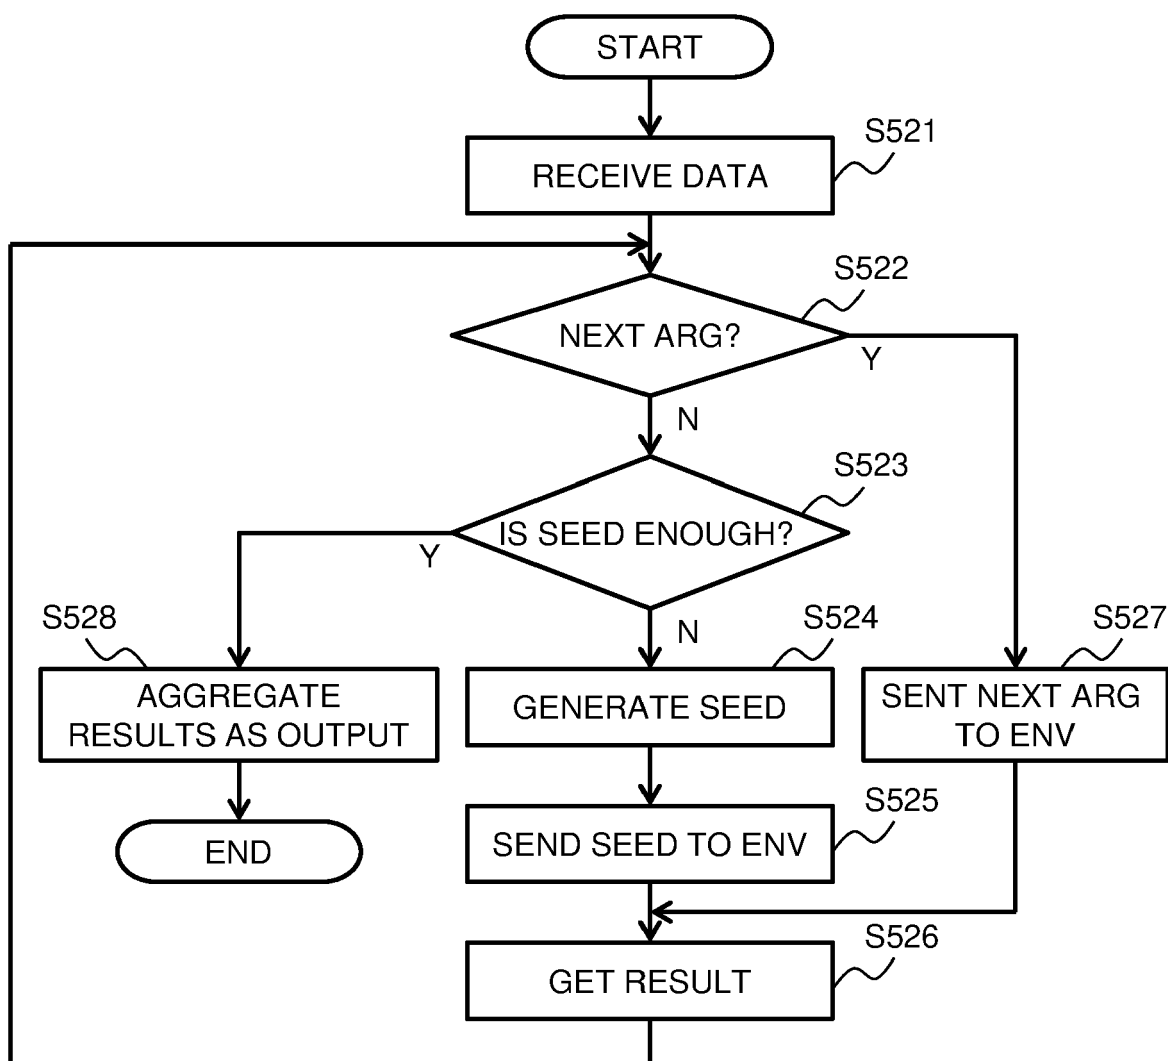 START
S521
RECEIVE DATA
S522
NEXT ARG?
Y
N
S523
IS SEED ENOUGH?
Y
N
S528
S524
S527
AGGREGATE
RESULTS AS OUTPUT
GENERATE SEED
SENT NEXT ARG
TO ENV
S525
SEND SEED TO ENV
END
S526
GET RESULT